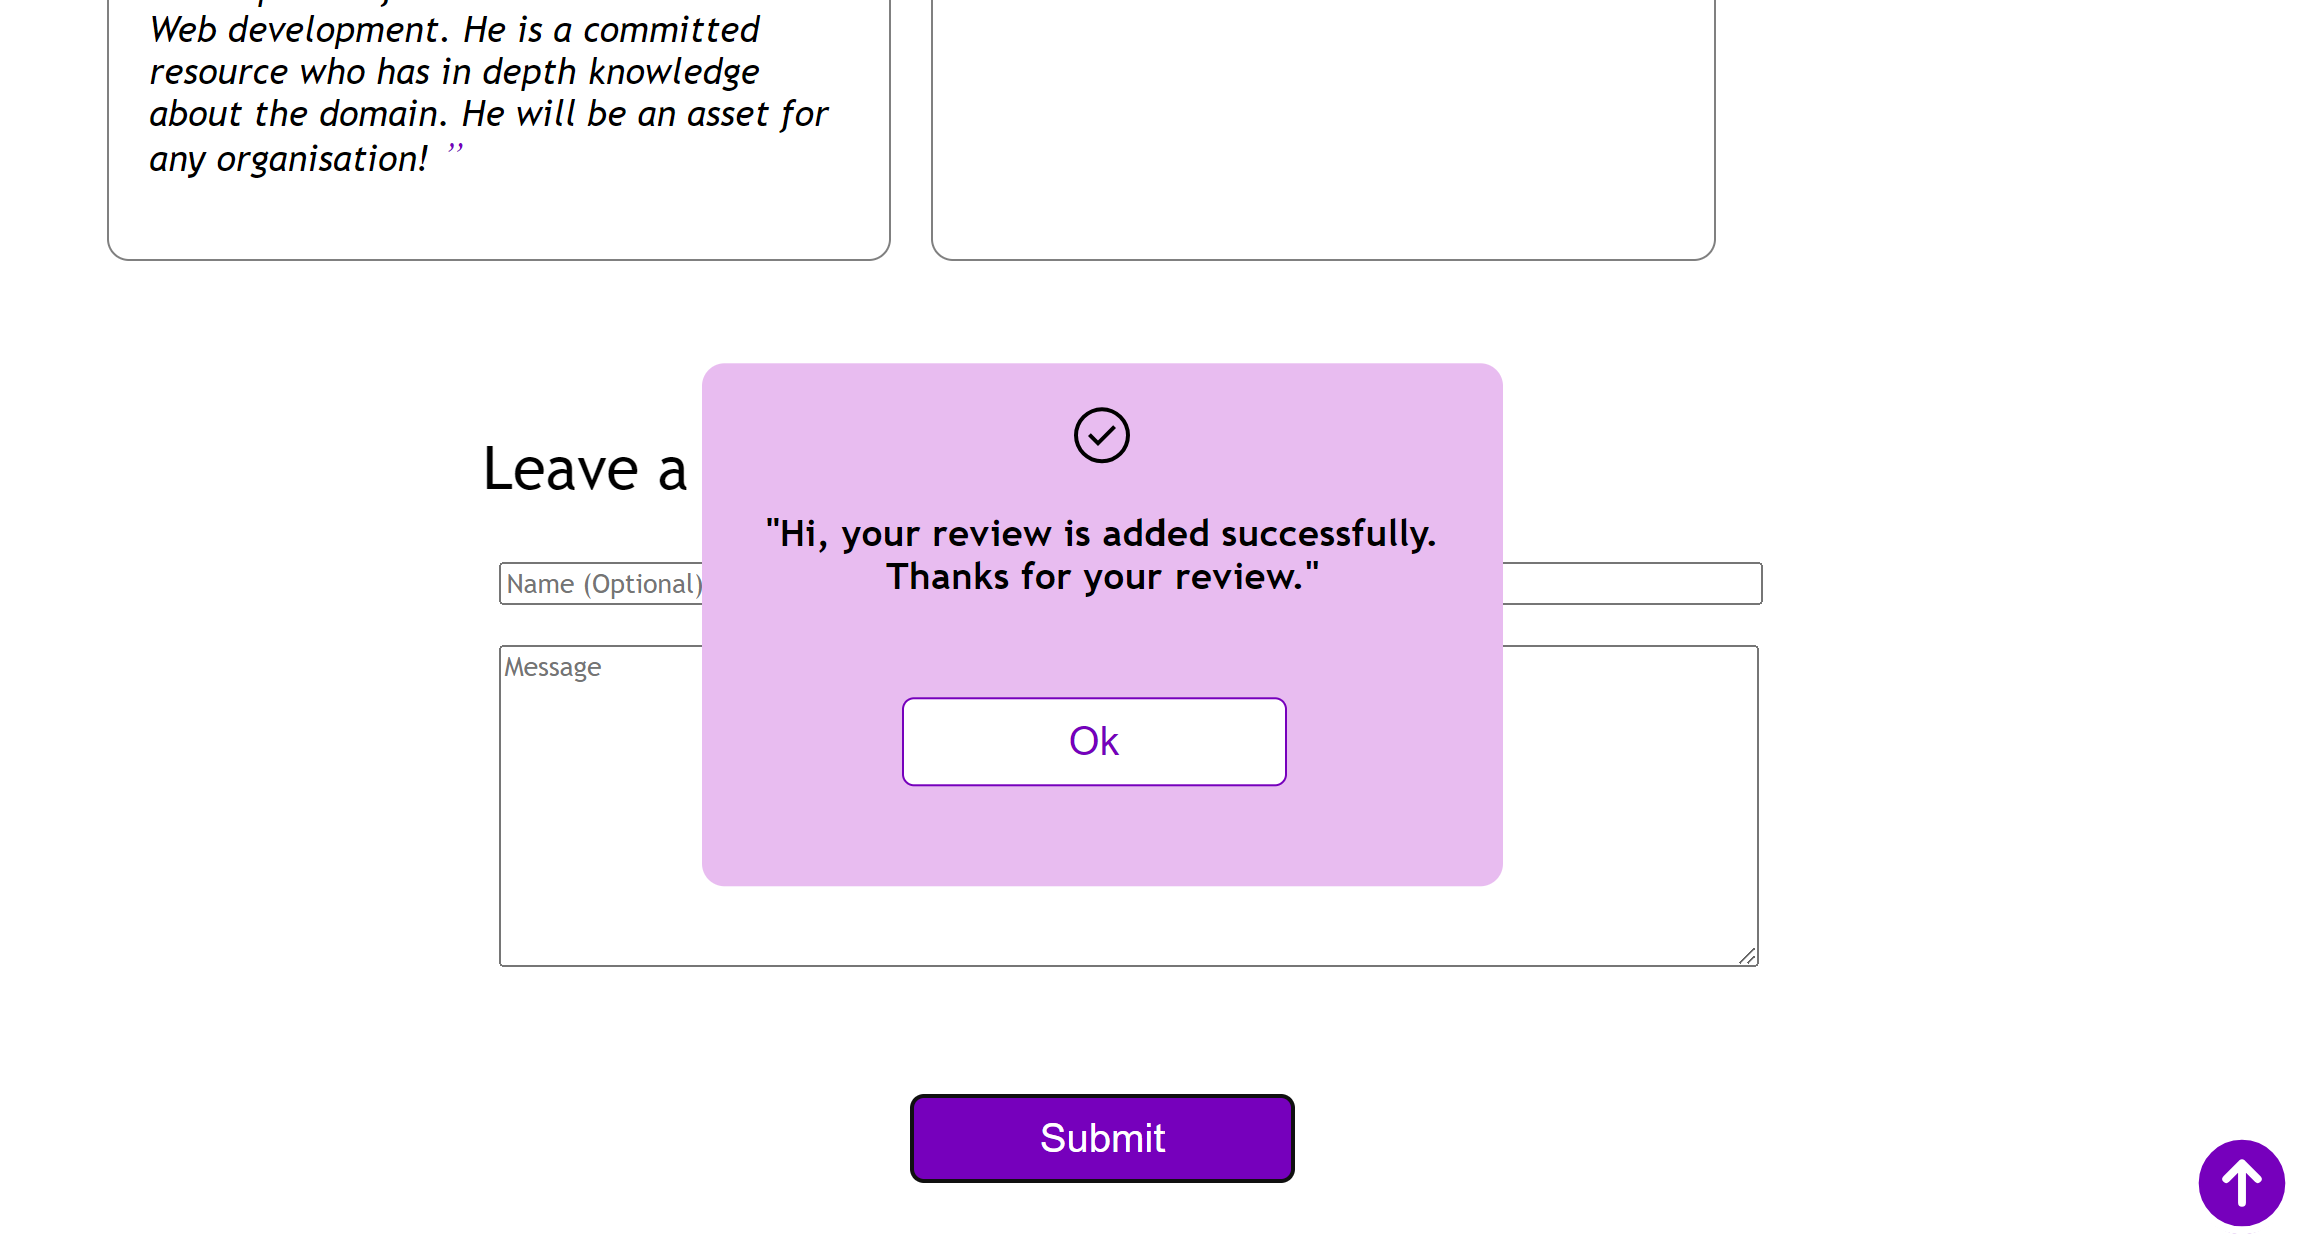 Web development. He is a committed
resource who has in depth knowledge
about the domain. He will be an asset for
any organisation! ”
Leave a
"Hi, your review is added successfully.
Thanks for your review."
Name (Optional)
Message
Ok
Submit